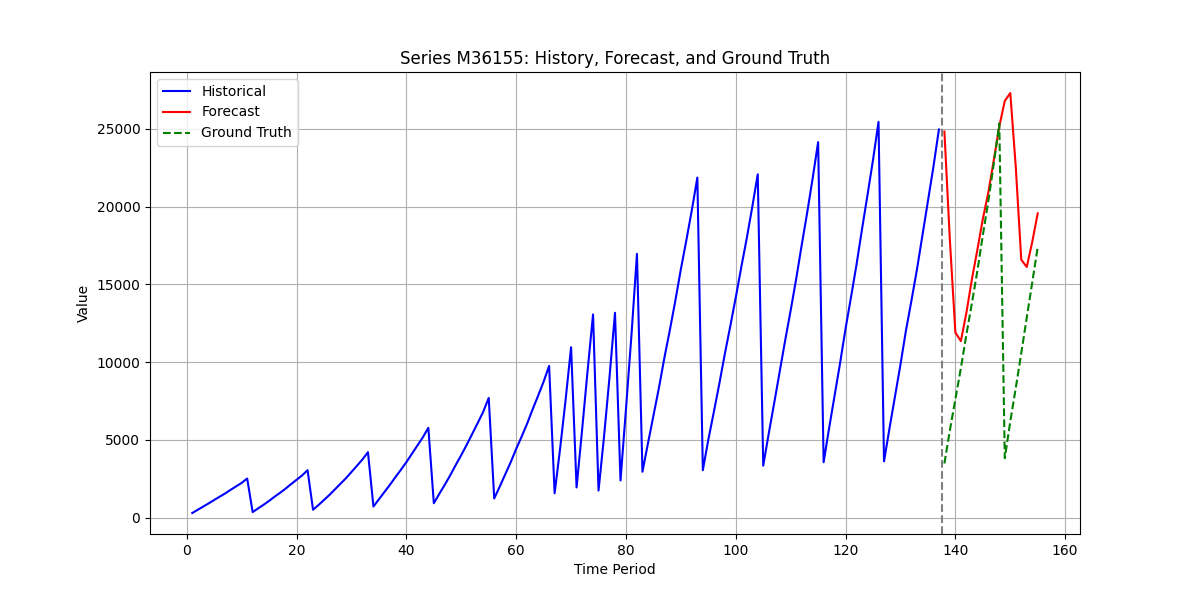 Series M36155: History, Forecast, and Ground Truth
Historical
Forecast
Ground Truth
25000
20000
15000
10000
5000
0
Value
0 20 40 60 80 100 120 140 160
Time Period